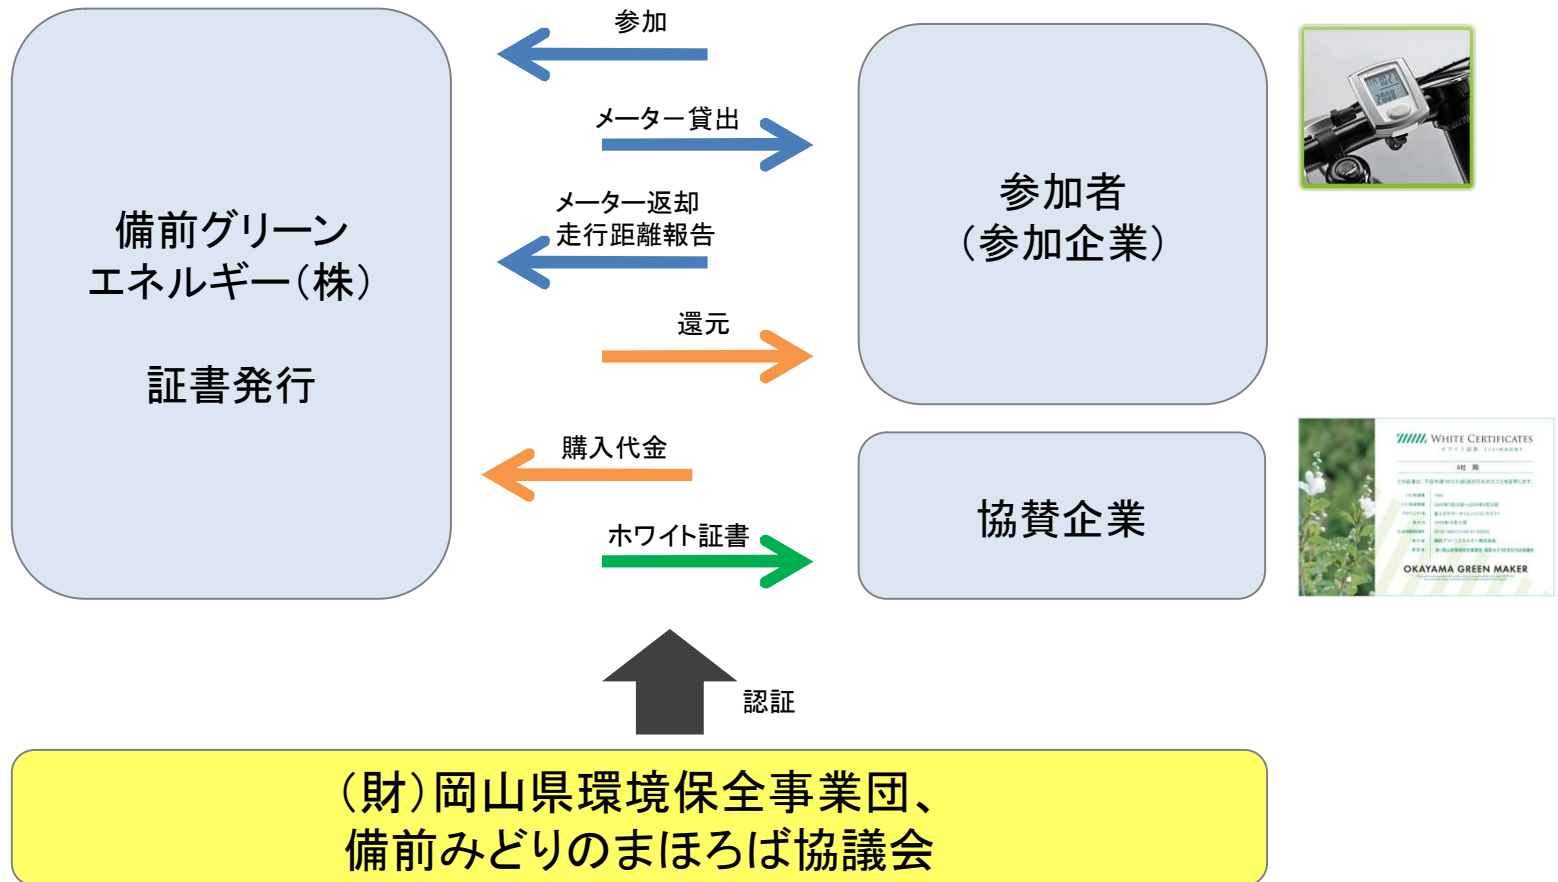 参加
メーター貸出
メーター返却
走行距離報告
還元
購入代金
ホワイト証書
備前グリーン
エネルギー(株)
証書発行
参加者
(参加企業)
協賛企業
WHITE CERTIFICATES
A社 殿
OKAYAMA GREEN MAKER
認証
(財)岡山県環境保全事業団、
備前みどりのまほろば協議会